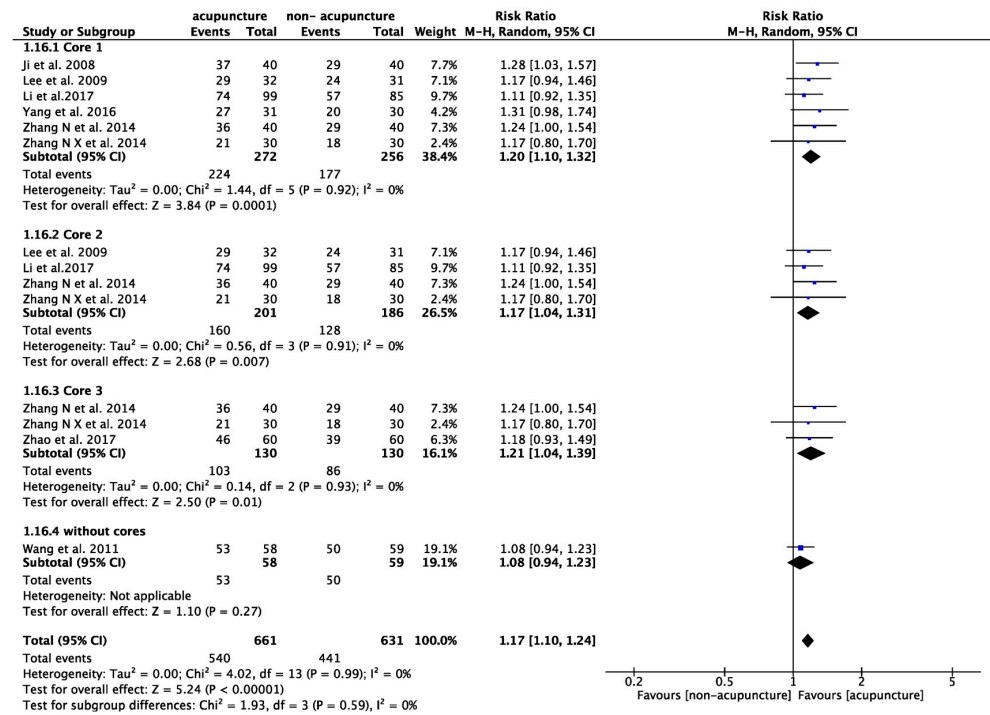 acupuncture non- acupuncture Risk Ratio Risk Ratio
Study or Subgroup Events Total Events Total Weight M-H, Random, 95% CI M-H, Random, 95% CI
1.16.1 Core 1
Ji et al. 2008 37 40 29 40 7.7% 1.28 [1.03, 1.57]
Lee et al. 2009 29 32 24 31 7.1% 1.17 [0.94, 1.46]
Li et al.2017 74 99 57 85 9.7% 1.11 [0.92, 1.35]
Yang et al. 2016 27 31 20 30 4.2% 1.31 [0.98, 1.74]
Zhang N et al. 2014 36 40 29 40 7.3% 1.24 [1.00, 1.54]
Zhang N X et al. 2014 21 30 18 30 2.4% 1.17 [0.80, 1.70]
Subtotal (95% CI) 272 256 38.4% 1.20 [1.10, 1.32]
Total events 224 177
Heterogeneity: Tau² = 0.00; Chi² = 1.44, df = 5 (P = 0.92); I² = 0%
Test for overall effect: Z = 3.84 (P = 0.0001)
1.16.2 Core 2
Lee et al. 2009 29 32 24 31 7.1% 1.17 [0.94, 1.46]
Li et al.2017 74 99 57 85 9.7% 1.11 [0.92, 1.35]
Zhang N et al. 2014 36 40 29 40 7.3% 1.24 [1.00, 1.54]
Zhang N X et al. 2014 21 30 18 30 2.4% 1.17 [0.80, 1.70]
Subtotal (95% CI) 201 186 26.5% 1.17 [1.04, 1.31]
Total events 160 128
Heterogeneity: Tau² = 0.00; Chi² = 0.56, df = 3 (P = 0.91); I² = 0%
Test for overall effect: Z = 2.68 (P = 0.007)
1.16.3 Core 3
Zhang N et al. 2014 36 40 29 40 7.3% 1.24 [1.00, 1.54]
Zhang N X et al. 2014 21 30 18 30 2.4% 1.17 [0.80, 1.70]
Zhao et al. 2017 46 60 39 60 6.3% 1.18 [0.93, 1.49]
Subtotal (95% CI) 130 130 16.1% 1.21 [1.04, 1.39]
Total events 103 86
Heterogeneity: Tau² = 0.00; Chi² = 0.14, df = 2 (P = 0.93); I² = 0%
Test for overall effect: Z = 2.50 (P = 0.01)
1.16.4 without cores
Wang et al. 2011 53 58 50 59 19.1% 1.08 [0.94, 1.23]
Subtotal (95% CI) 58 59 19.1% 1.08 [0.94, 1.23]
Total events 53 50
Heterogeneity: Not applicable
Test for overall effect: Z = 1.10 (P = 0.27)
Total (95% CI) 661 631 100.0% 1.17 [1.10, 1.24]
Total events 540 441
Heterogeneity: Tau² = 0.00; Chi² = 4.02, df = 13 (P = 0.99); I² = 0%
Test for overall effect: Z = 5.24 (P < 0.00001)
Test for subgroup differences: Chi² = 1.93, df = 3 (P = 0.59), I² = 0%
0.2 0.5 1 2 5
Favours [non-acupuncture] Favours [acupuncture]